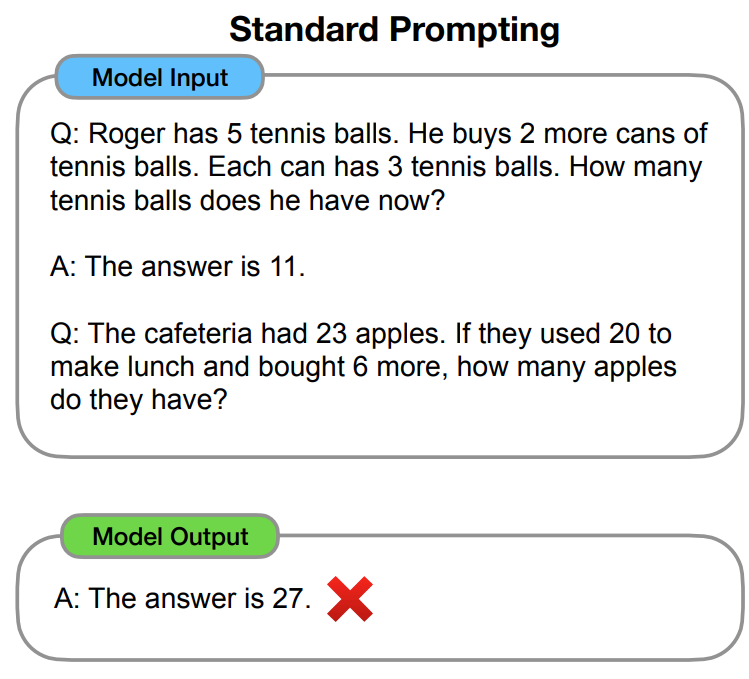 Standard Prompting
Model Input
Q: Roger has 5 tennis balls. He buys 2 more cans of
tennis balls. Each can has 3 tennis balls. How many
tennis balls does he have now?
A: The answer is 11.
Q: The cafeteria had 23 apples. If they used 20 to
make lunch and bought 6 more, how many apples
do they have?
Model Output
A: The answer is 27.